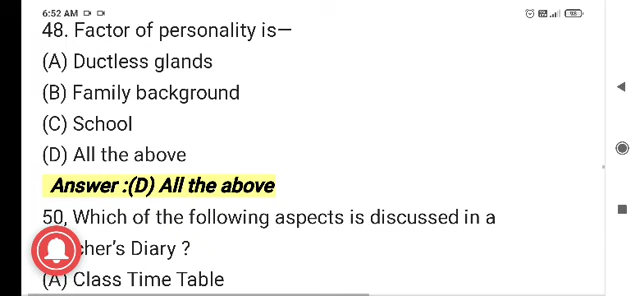 6:52 AM
98
48. Factor of personality is—
(A) Ductless glands
(B) Family background
(C) School
(D) All the above
Answer :(D) All the above
50, Which of the following aspects is discussed in a
cher's Diary ?
(A) Class Time Table